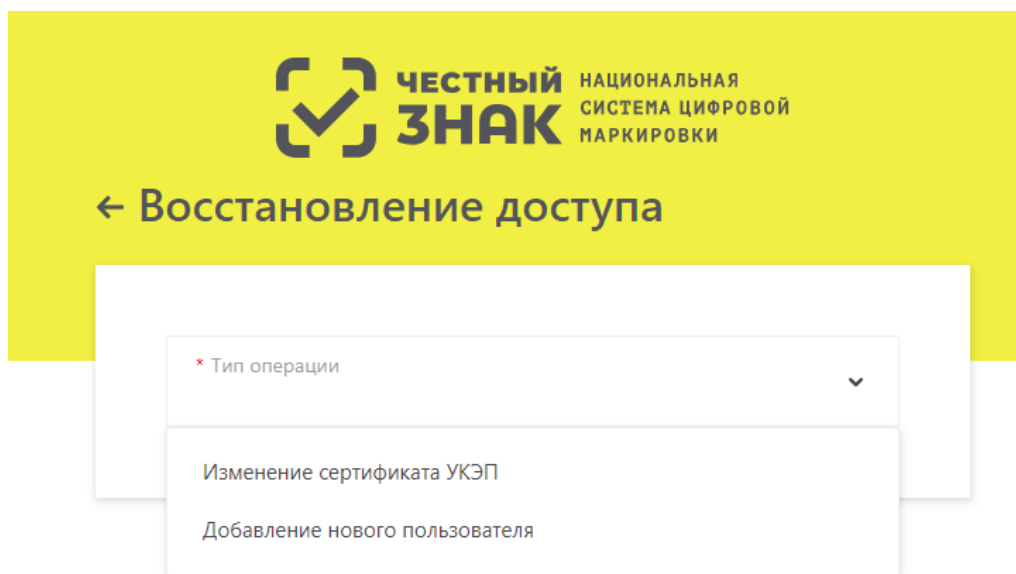 ЧЕСТНЫЙ
ЗНАК
НАЦИОНАЛЬНАЯ
СИСТЕМА ЦИФРОВОЙ
МАРКИРОВКИ
← Восстановление доступа
* Тип операции
Изменение сертификата УКЭП
Добавление нового пользователя